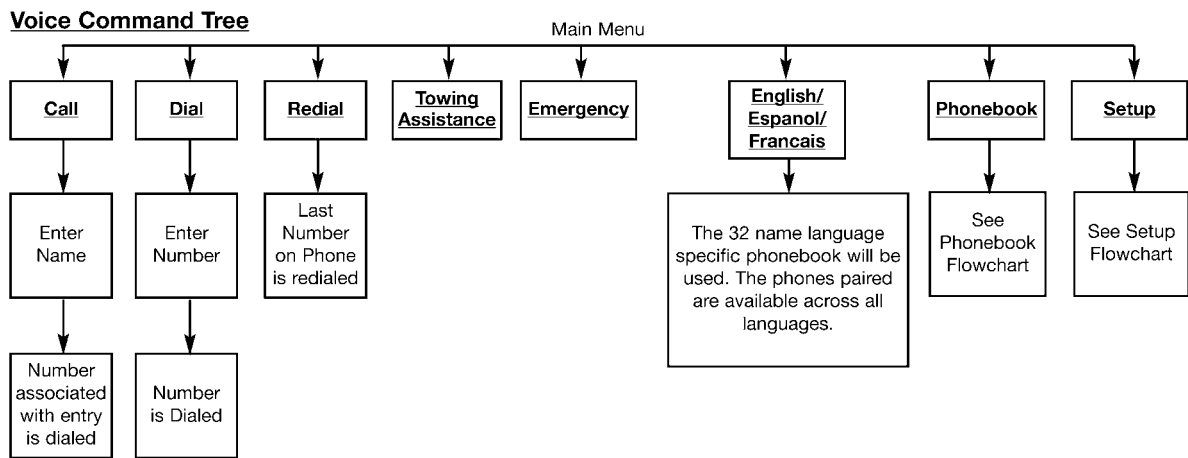 Voice Command Tree
Main Menu
Call
Dial
Redial
Towing
Assistance
Emergency
English/
Espanol/
Francais
Phonebook
Setup
Enter
Name
Enter
Number
Last
Number
on Phone
is redialed
The 32 name language
specific phonebook will be
used. The phones paired
are available across all
languages.
See
Phonebook
Flowchart
See Setup
Flowchart
Number
associated
with entry
is dialed
Number
is Dialed